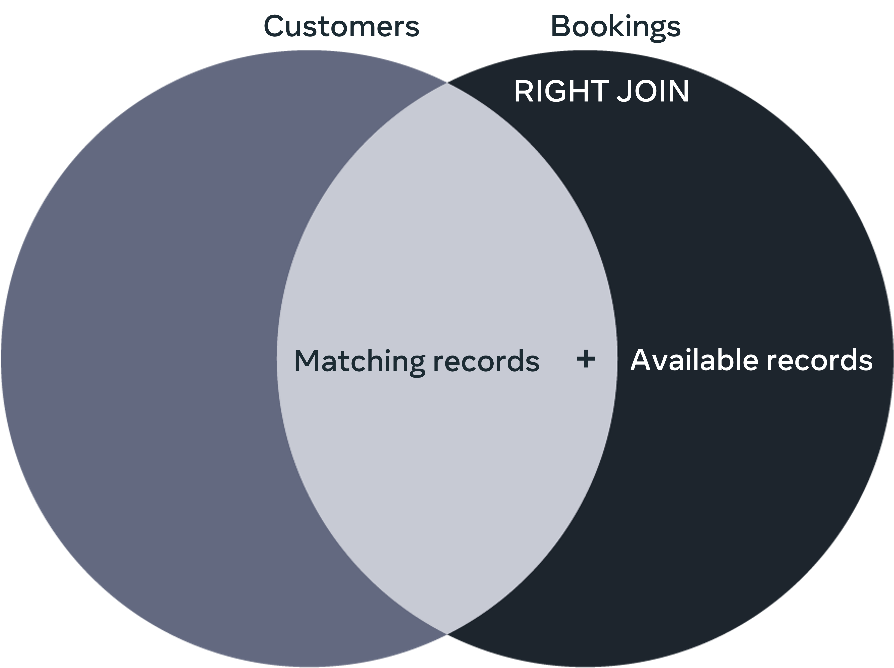 Customers
Bookings
RIGHT JOIN
Matching records + Available records